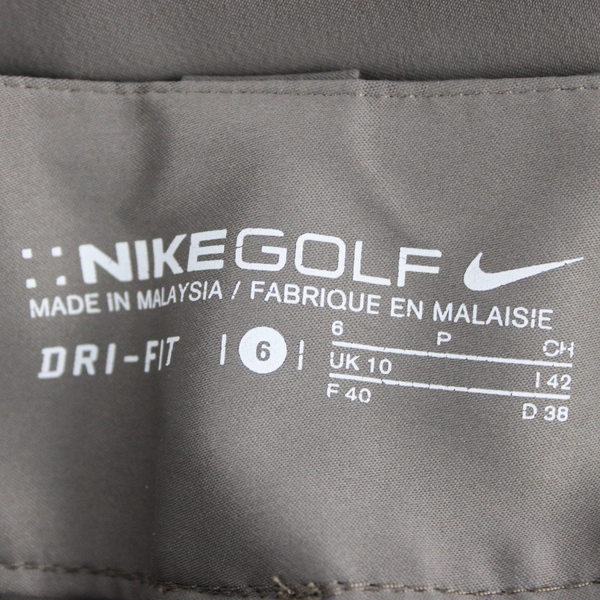 NIKEGOLF
MADE IN MALAYSIA / FABRIQUE EN MALAISIE
DRI-FIT | 6 |
6 P CH
UK 10 I 42
F 40 D 38